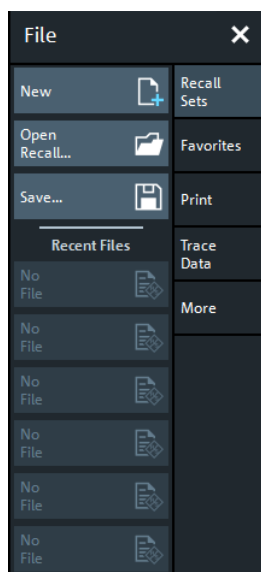 File
New
Open
Recall...
Save...
Recent Files
No
File
No
File
No
File
No
File
No
File
No
File
Recall
Sets
Favorites
Print
Trace
Data
More